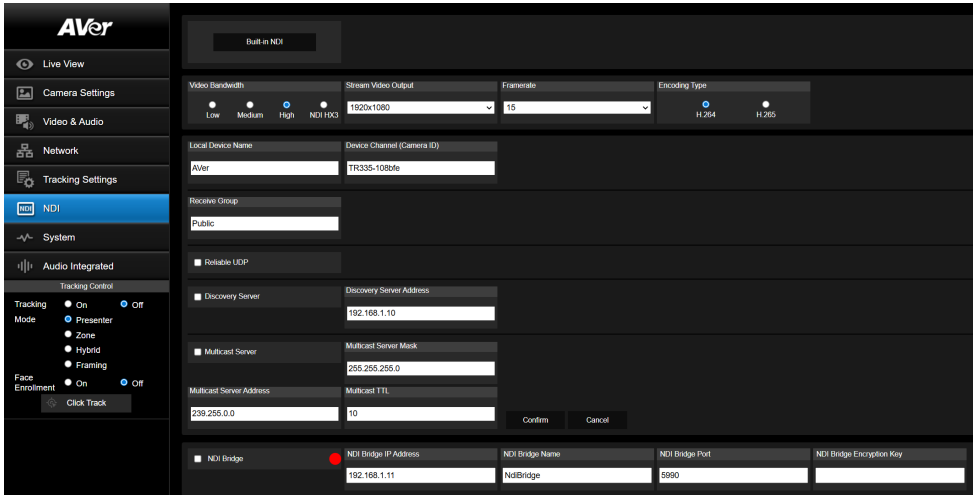 AVer
Live View
Camera Settings
Video & Audio
Network
Tracking Settings
NDI NDI
System
Audio Integrated
Tracking Control
Tracking On Off
Mode Presenter
Zone
Hybrid
Framing
Face Enrollment On Off
Click Track
Built-in NDI
Video Bandwidth Stream Video Output Framerate Encoding Type
Low Medium High NDI HX3 1920x1080 15 H.264 H.265
Local Device Name Device Channel (Camera ID)
AVer TR335-108bfe
Receive Group
Public
Reliable UDP
Discovery Server Discovery Server Address
192.168.1.10
Multicast Server Multicast Server Mask
255.255.255.0
Multicast Server Address Multicast TTL
239.255.0.0 10 Confirm Cancel
NDI Bridge NDI Bridge IP Address NDI Bridge Name NDI Bridge Port NDI Bridge Encryption Key
192.168.1.11 NdiBridge 5990